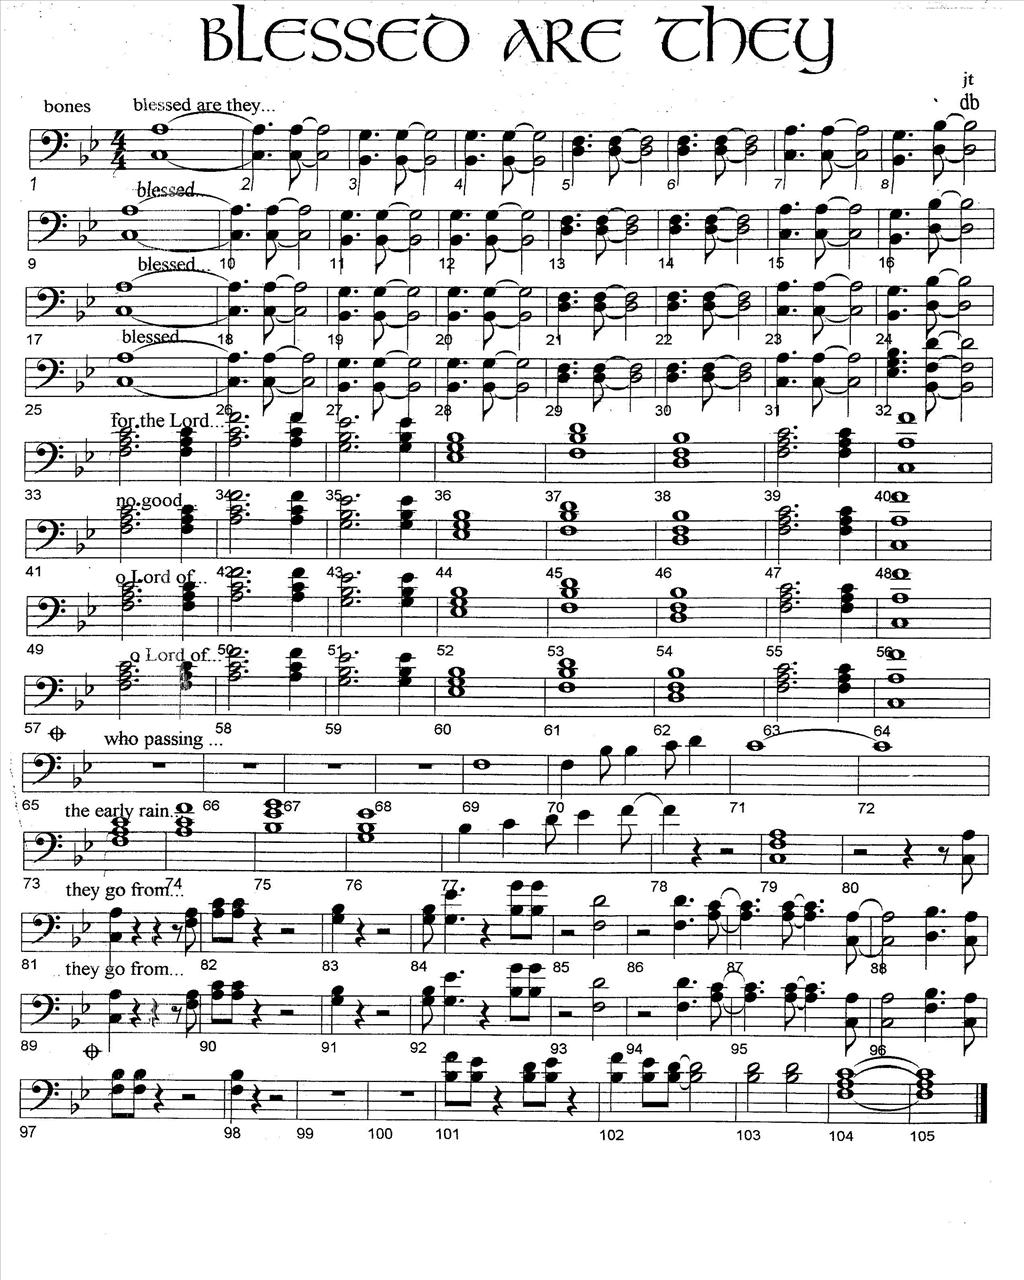 BLESSED ARE THEY
jt
bones blessed are they... db
4
4
1 2 3 4 5 6 7 8
blessed...
9 10 11 12 13 14 15 16
blessed...
17 18 19 20 21 22 23 24
blessed...
25 26 27 28 29 30 31 32
for the Lord...
33 34 35 36 37 38 39 40
no good
41 42 43 44 45 46 47 48
o Lord of...
49 50 51 52 53 54 55 56
o Lord of...
57 58 59 60 61 62 63 64
who passing ...
65 66 67 68 69 70 71 72
the early rain...
73 74 75 76 77 78 79 80
they go from...
81 82 83 84 85 86 87 88
they go from...
89 90 91 92 93 94 95 96
97 98 99 100 101 102 103 104 105